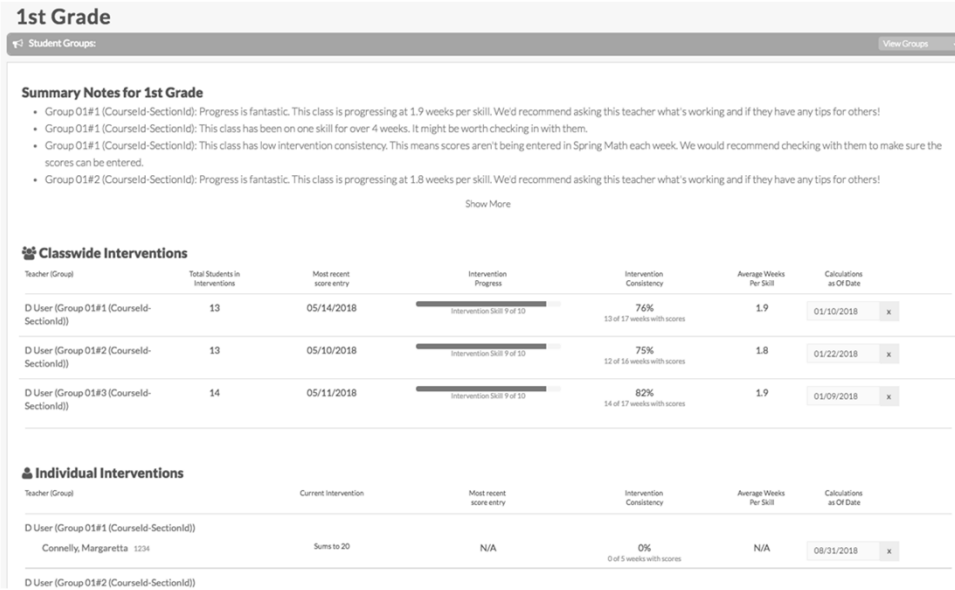 1st Grade
Student Groups:
View Groups
Summary Notes for 1st Grade
• Group 01#1 (CourseId-SectionId): Progress is fantastic. This class is progressing at 1.9 weeks per skill. We'd recommend asking this teacher what's working and if they have any tips for others!
• Group 01#1 (CourseId-SectionId): This class has been on one skill for over 4 weeks. It might be worth checking in with them.
• Group 01#1 (CourseId-SectionId): This class has low intervention consistency. This means scores aren't being entered in Spring Math each week. We would recommend checking with them to make sure the
scores can be entered.
• Group 01#2 (CourseId-SectionId): Progress is fantastic. This class is progressing at 1.8 weeks per skill. We'd recommend asking this teacher what's working and if they have any tips for others!
Show More
Classwide Interventions
Teacher (Group) Total Students in Most recent Intervention Intervention Average Weeks Calculations
Interventions score entry Progress Consistency Per Skill as Of Date
D User (Group 01#1 (CourseId- 13 05/14/2018 Intervention Skill 9 of 10 76% 1.9 01/10/2018 x
SectionId)) 13 of 17 weeks with scores
D User (Group 01#2 (CourseId- 13 05/10/2018 Intervention Skill 9 of 10 75% 1.8 01/22/2018 x
SectionId)) 12 of 16 weeks with scores
D User (Group 01#3 (CourseId- 14 05/11/2018 Intervention Skill 9 of 10 82% 1.9 01/09/2018 x
SectionId)) 14 of 17 weeks with scores
Individual Interventions
Teacher (Group) Current Intervention Most recent Intervention Average Weeks Calculations
score entry Consistency Per Skill as Of Date
D User (Group 01#1 (CourseId-SectionId))
Connelly, Margaretta 1234 Sums to 20 N/A 0% N/A 08/31/2018 x
0 of 5 weeks with scores
D User (Group 01#2 (CourseId-SectionId))